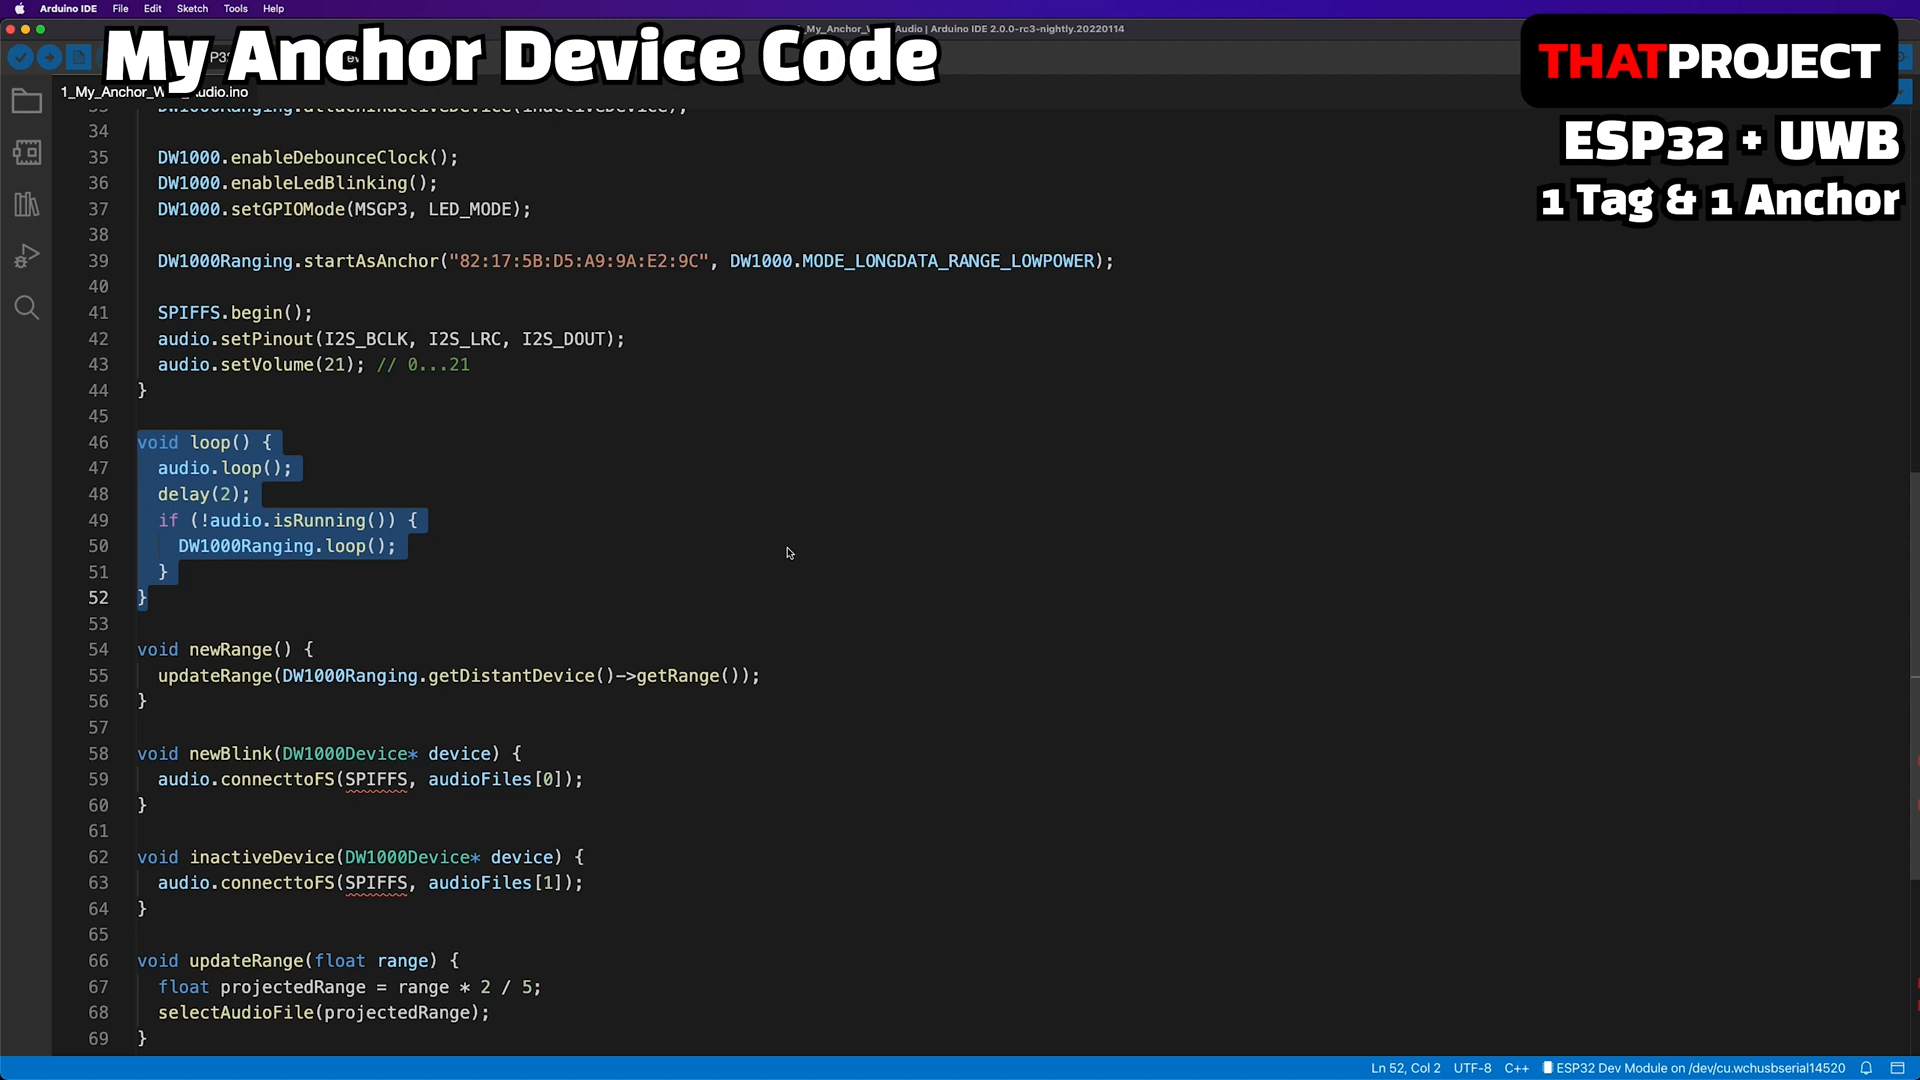 Arduino IDE File Edit Sketch Tools Help
Audio | Arduino IDE 2.0.0-rc3-nightly.20220114
My Anchor Device Code
THATPROJECT
ESP32 + UWB
1 Tag & 1 Anchor
34
35 DW1000.enableDebounceClock();
36 DW1000.enableLedBlinking();
37 DW1000.setGPIOMode(MSGP3, LED_MODE);
38
39 DW1000Ranging.startAsAnchor("82:17:5B:D5:A9:9A:E2:9C", DW1000.MODE_LONGDATA_RANGE_LOWPOWER);
40
41 SPIFFS.begin();
42 audio.setPinout(I2S_BCLK, I2S_LRC, I2S_DOUT);
43 audio.setVolume(21); // 0...21
44 }
45
46 void loop() {
47 audio.loop();
48 delay(2);
49 if (!audio.isRunning()) {
50 DW1000Ranging.loop();
51 }
52 }
53
54 void newRange() {
55 updateRange(DW1000Ranging.getDistantDevice()->getRange());
56 }
57
58 void newBlink(DW1000Device* device) {
59 audio.connecttoFS(SPIFFS, audioFiles[0]);
60 }
61
62 void inactiveDevice(DW1000Device* device) {
63 audio.connecttoFS(SPIFFS, audioFiles[1]);
64 }
65
66 void updateRange(float range) {
67 float projectedRange = range * 2 / 5;
68 selectAudioFile(projectedRange);
69 }
Ln 52, Col 2 UTF-8 C++ ESP32 Dev Module on /dev/cu.wchusbserial14520